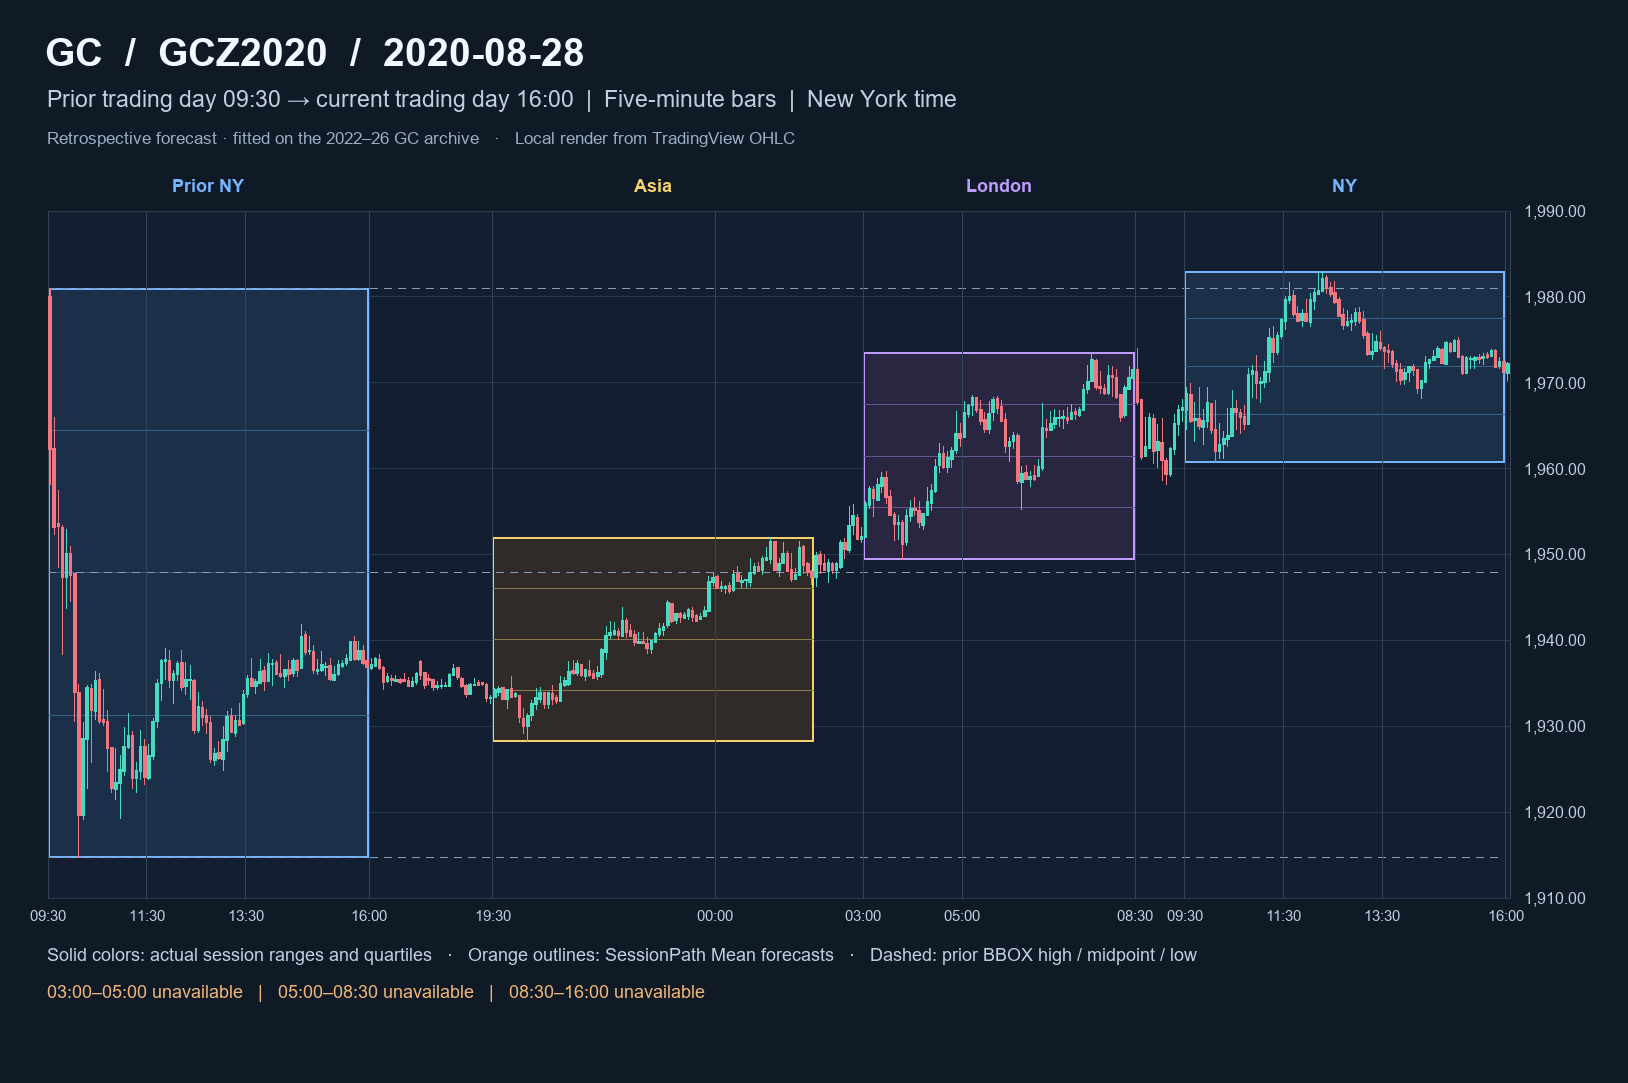 GC / GCZ2020 / 2020-08-28
Prior trading day 09:30 → current trading day 16:00 | Five-minute bars | New York time
Retrospective forecast · fitted on the 2022–26 GC archive · Local render from TradingView OHLC
Prior NY Asia London NY
1,990.00
1,980.00
1,970.00
1,960.00
1,950.00
1,940.00
1,930.00
1,920.00
1,910.00
09:30 11:30 13:30 16:00 19:30 00:00 03:00 05:00 08:30 09:30 11:30 13:30 16:00
Solid colors: actual session ranges and quartiles · Orange outlines: SessionPath Mean forecasts · Dashed: prior BBOX high / midpoint / low
03:00–05:00 unavailable | 05:00–08:30 unavailable | 08:30–16:00 unavailable